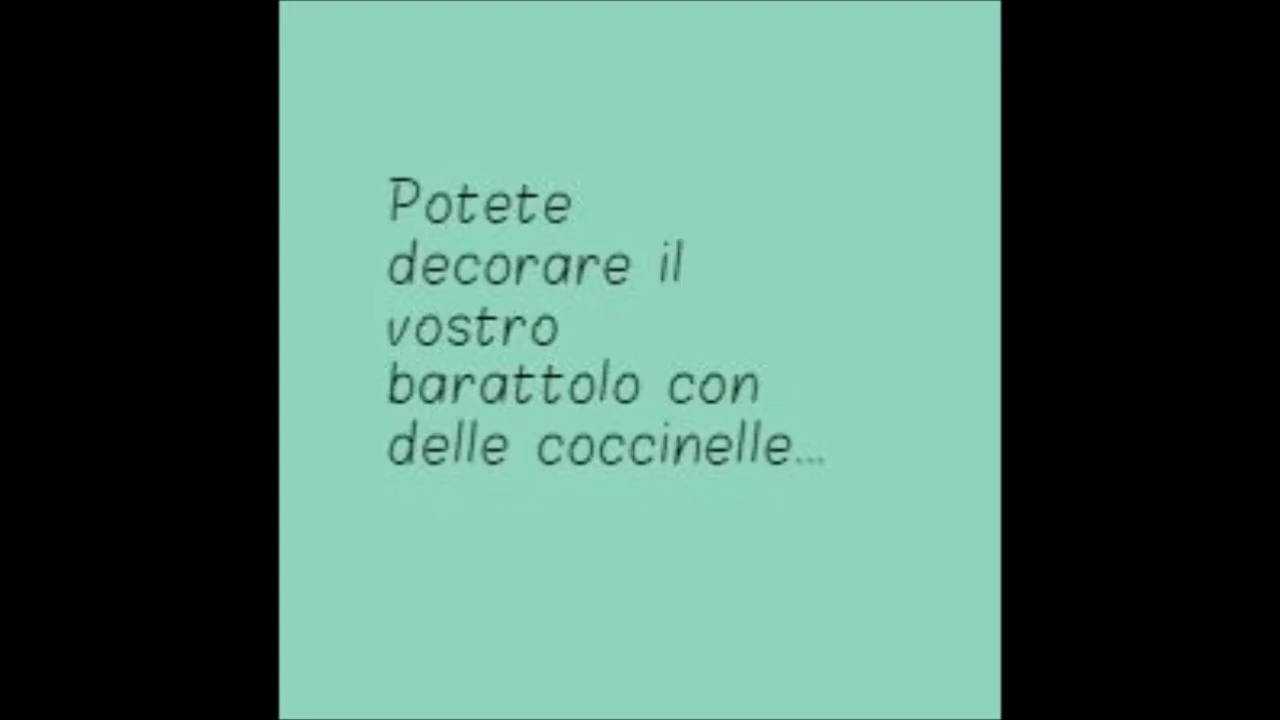 Potete
decorare il
vostro
barattolo con
delle coccinelle...